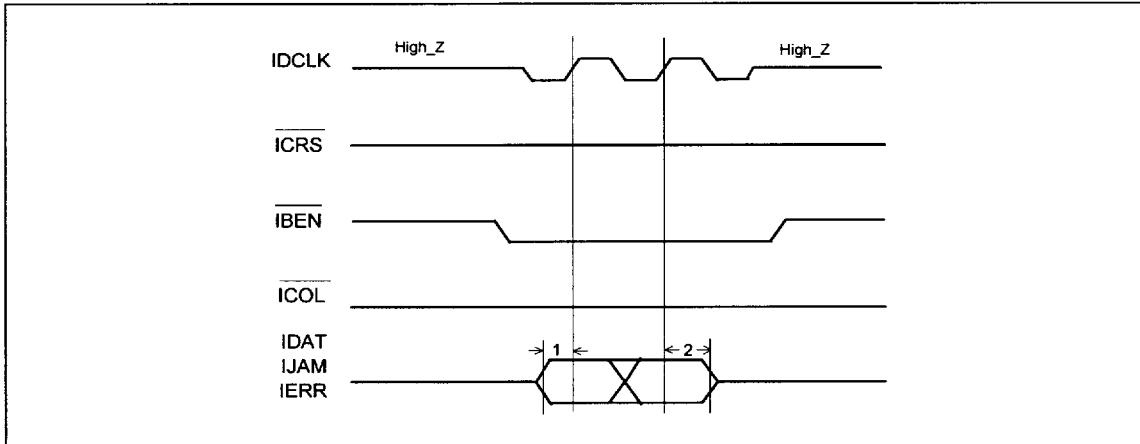 High_Z High_Z
IDCLK
ICRS
IBEN
ICOL
IDAT
1 2
IJAM
IERR